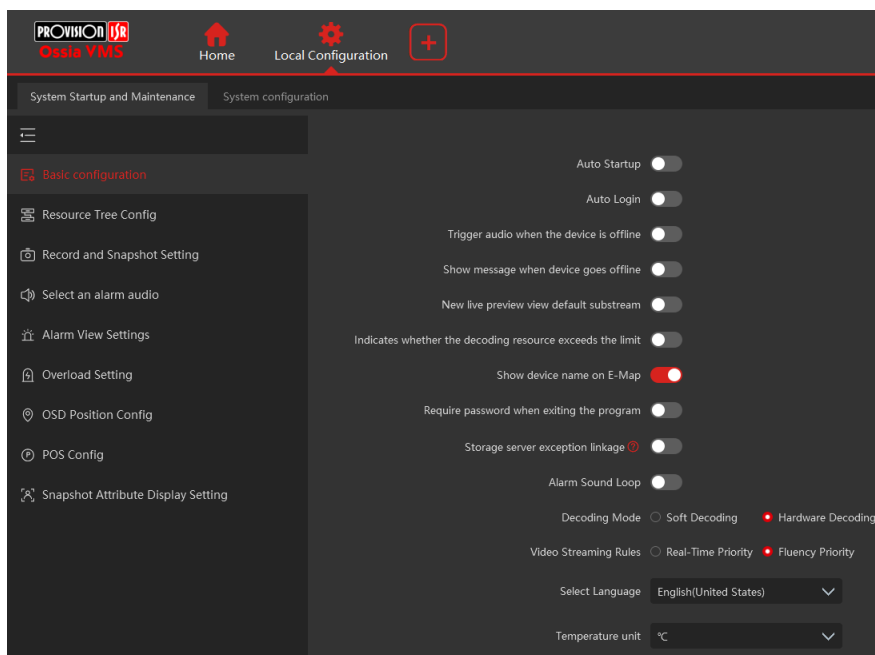 PROVISION ISR
Ossia VMS
Home
Local Configuration
System Startup and Maintenance
System configuration
Basic configuration
Resource Tree Config
Record and Snapshot Setting
Select an alarm audio
Alarm View Settings
Overload Setting
OSD Position Config
POS Config
Snapshot Attribute Display Setting
Auto Startup
Auto Login
Trigger audio when the device is offline
Show message when device goes offline
New live preview view default substream
Indicates whether the decoding resource exceeds the limit
Show device name on E-Map
Require password when exiting the program
Storage server exception linkage ?
Alarm Sound Loop
Decoding Mode Soft Decoding Hardware Decoding
Video Streaming Rules Real-Time Priority Fluency Priority
Select Language English(United States)
Temperature unit ℃